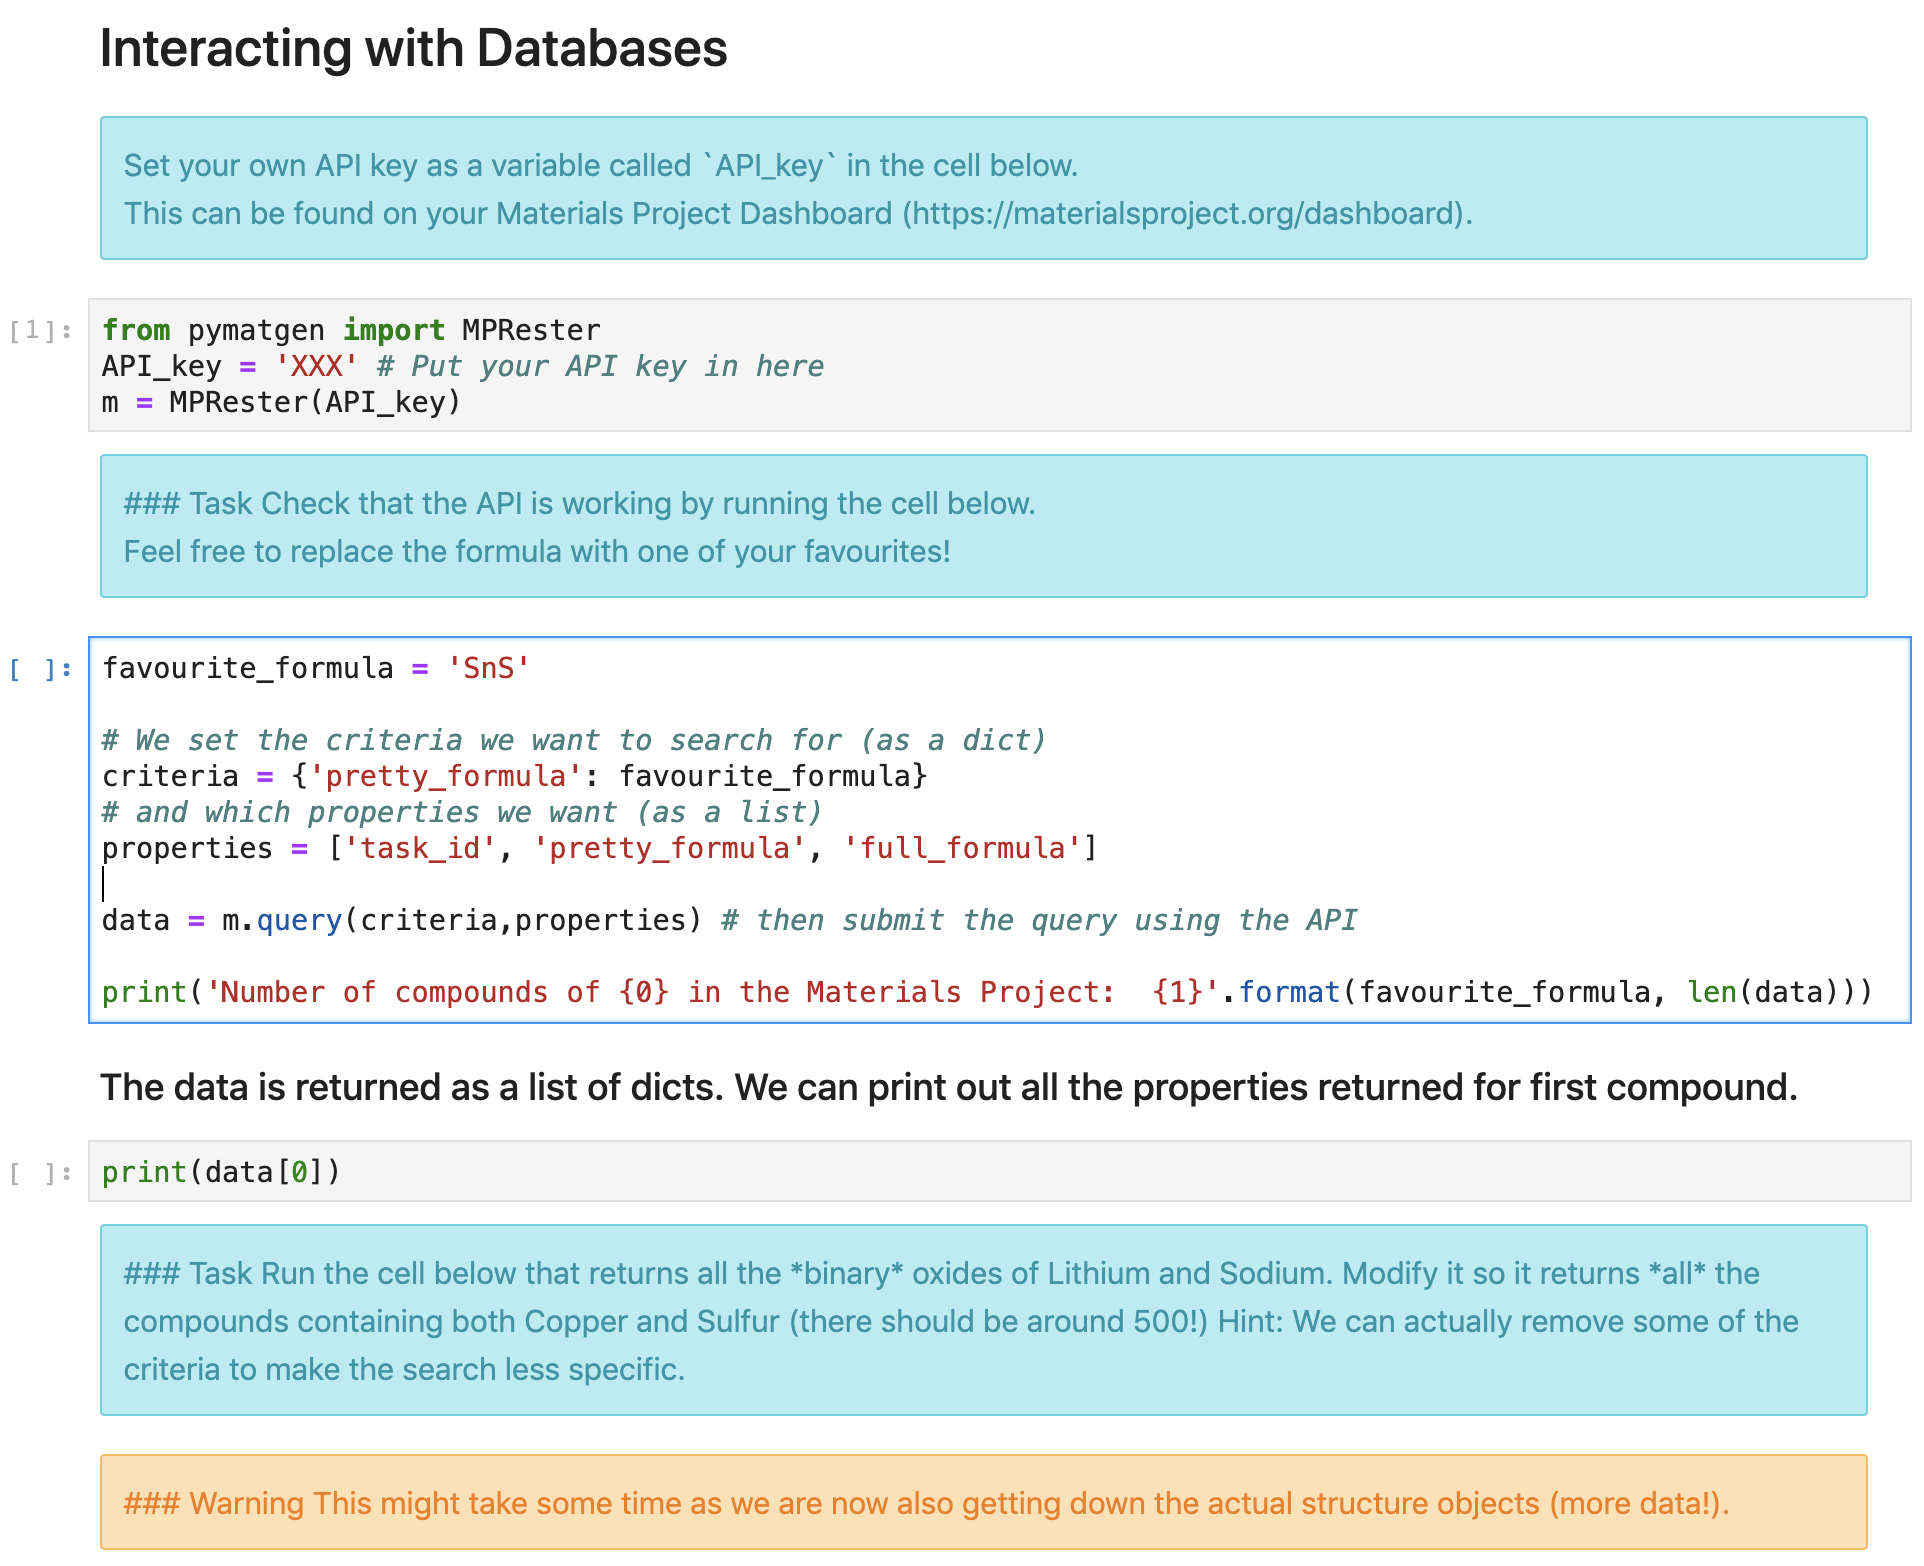 Interacting with Databases
Set your own API key as a variable called `API_key` in the cell below.
This can be found on your Materials Project Dashboard (https://materialsproject.org/dashboard).
[1]:
from pymatgen import MPRester
API_key = 'XXX' # Put your API key in here
m = MPRester(API_key)
### Task Check that the API is working by running the cell below.
Feel free to replace the formula with one of your favourites!
[ ]:
favourite_formula = 'SnS'
# We set the criteria we want to search for (as a dict)
criteria = {'pretty_formula': favourite_formula}
# and which properties we want (as a list)
properties = ['task_id', 'pretty_formula', 'full_formula']
data = m.query(criteria,properties) # then submit the query using the API
print('Number of compounds of {0} in the Materials Project:  {1}'.format(favourite_formula, len(data)))
The data is returned as a list of dicts. We can print out all the properties returned for first compound.
[ ]:
print(data[0])
### Task Run the cell below that returns all the *binary* oxides of Lithium and Sodium. Modify it so it returns *all* the
compounds containing both Copper and Sulfur (there should be around 500!) Hint: We can actually remove some of the
criteria to make the search less specific.
### Warning This might take some time as we are now also getting down the actual structure objects (more data!).